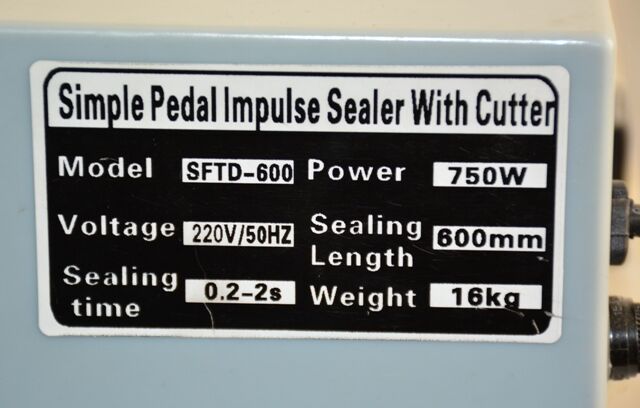 Simple Pedal Impulse Sealer With Cutter
Model SFTD-600 Power 750W
Voltage 220V/50HZ Sealing Length 600mm
Sealing time 0.2-2s Weight 16kg